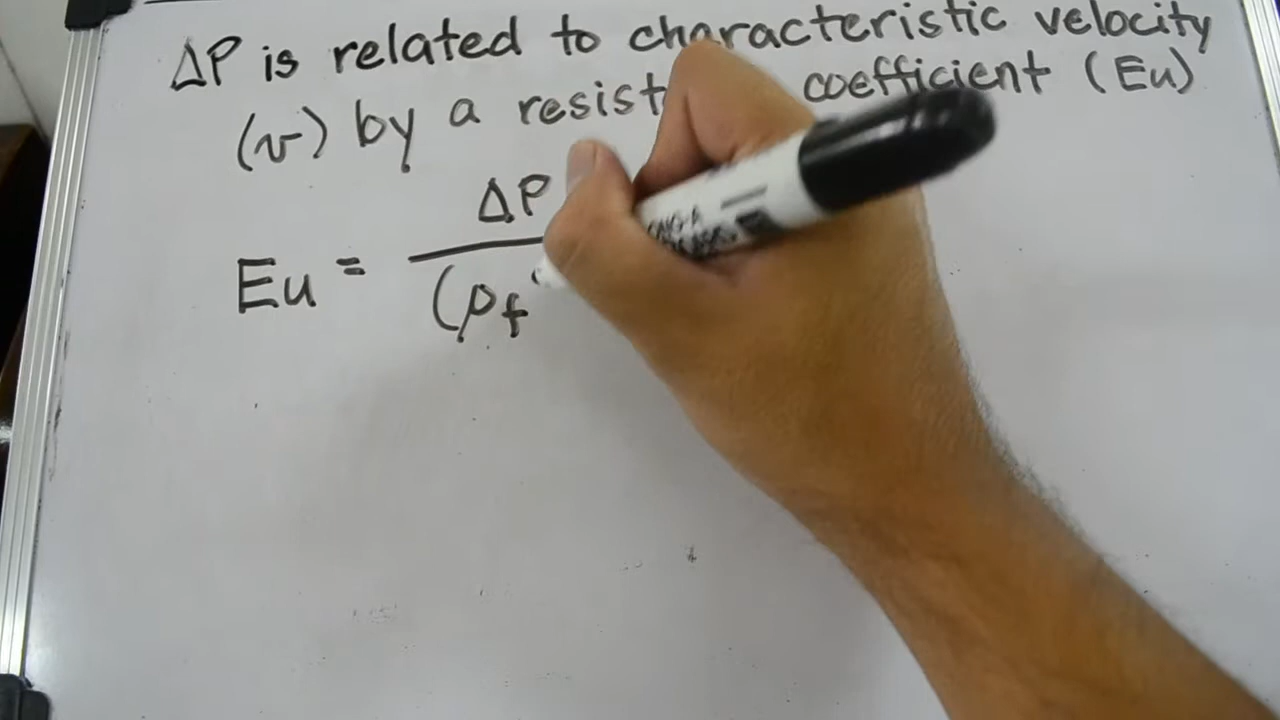 ΔP is related to characteristic velocity
(v) by a resist coefficient (Eu)
ΔP
Eu =
(ρf